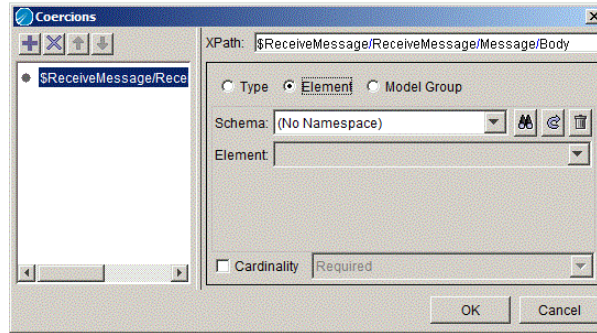 Coercions
XPath: $ReceiveMessage/ReceiveMessage/Message/Body
$ReceiveMessage/Rece
Type Element Model Group
Schema: (No Namespace)
Element:
Cardinality Required
OK Cancel